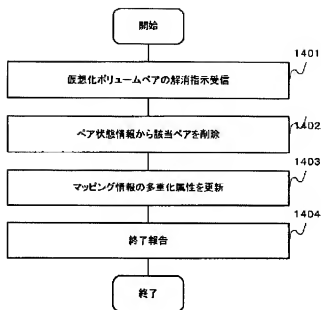 開始
1401
仮想化ボリュームペアの解消指示受信
1402
ペア状態情報から該当ペアを削除
1403
マッピング情報の多重化属性を更新
1404
終了報告
終了